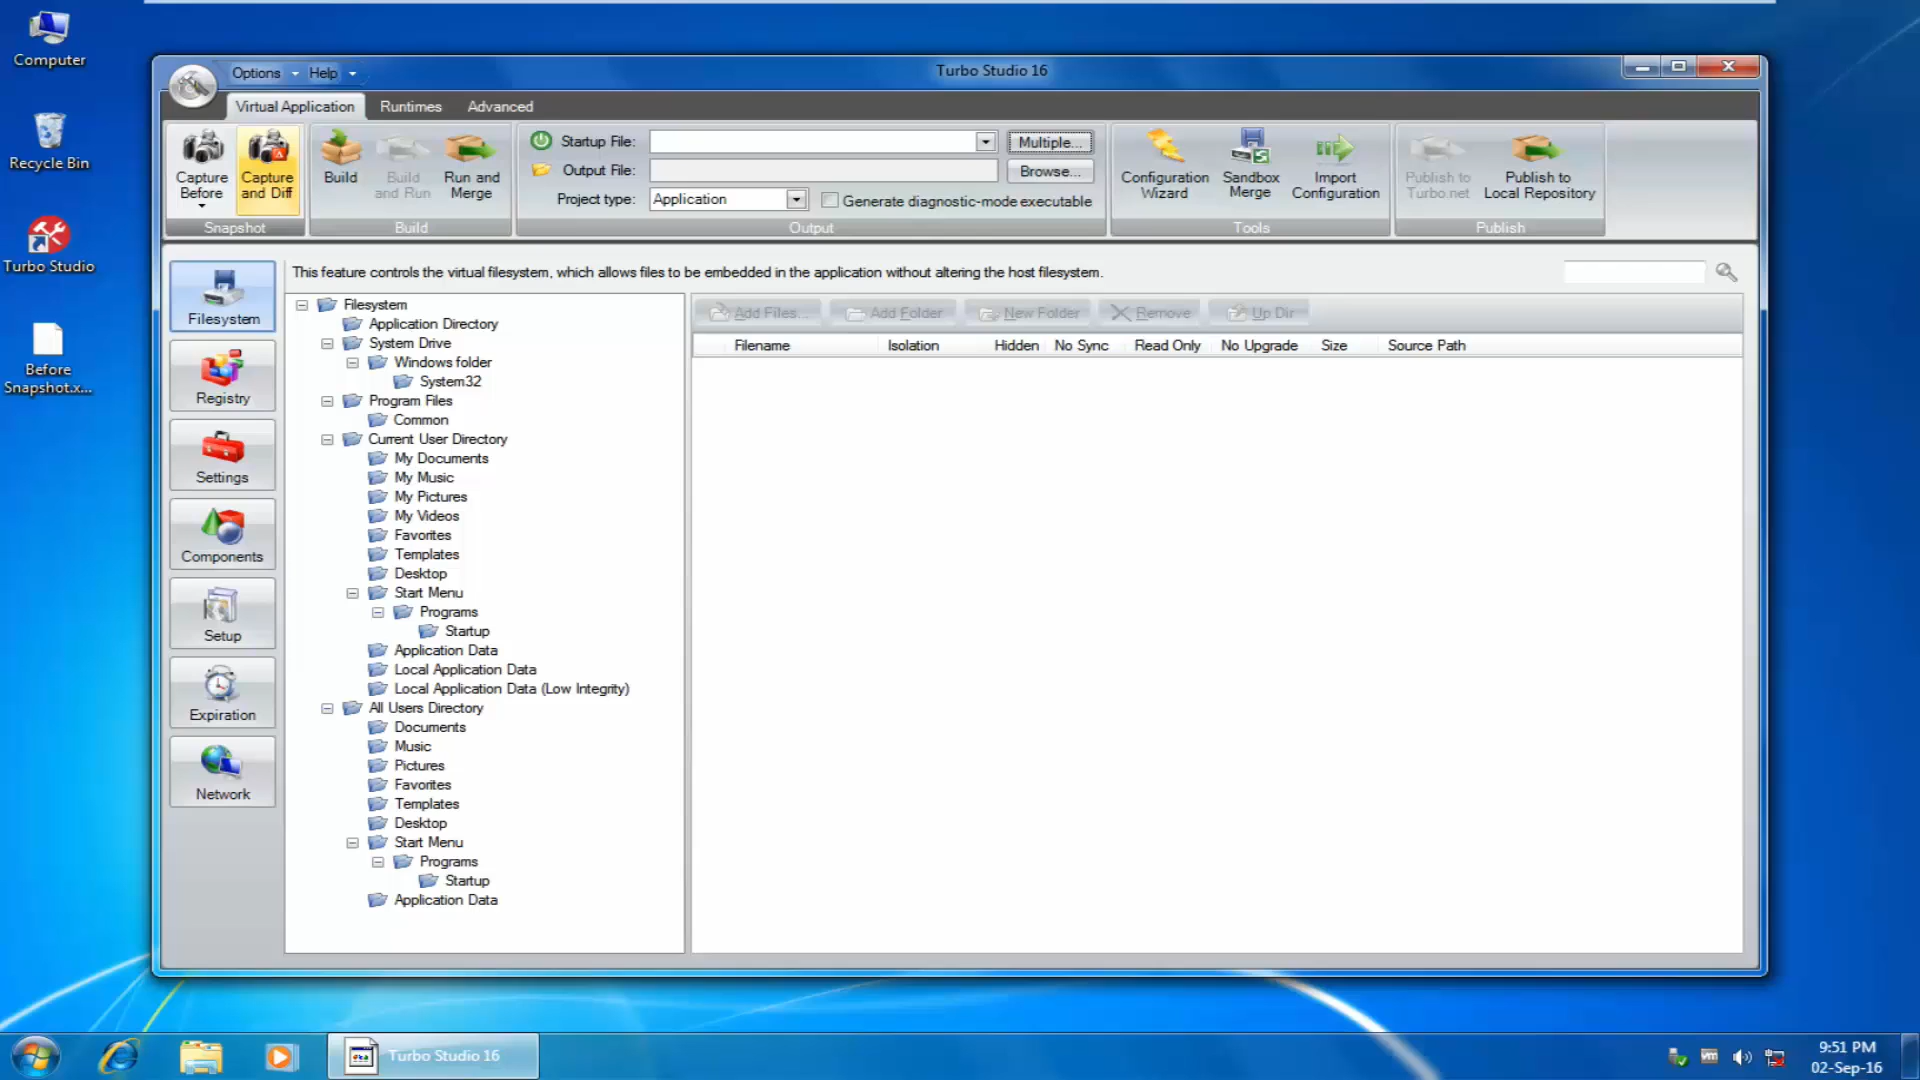 Computer
Recycle Bin
Turbo Studio
Before
Snapshot.x...
Options
Help
Turbo Studio 16
Virtual Application
Runtimes
Advanced
Capture
Before
Capture
and Diff
Snapshot
Build
Build
and Run
Run and
Merge
Build
Startup File:
Multiple...
Output File:
Browse...
Project type:
Application
Generate diagnostic-mode executable
Output
Configuration
Wizard
Sandbox
Merge
Import
Configuration
Tools
Publish to
Turbo.net
Publish to
Local Repository
Publish
This feature controls the virtual filesystem, which allows files to be embedded in the application without altering the host filesystem.
Filesystem
Registry
Settings
Components
Setup
Expiration
Network
Filesystem
Application Directory
System Drive
Windows folder
System32
Program Files
Common
Current User Directory
My Documents
My Music
My Pictures
My Videos
Favorites
Templates
Desktop
Start Menu
Programs
Startup
Application Data
Local Application Data
Local Application Data (Low Integrity)
All Users Directory
Documents
Music
Pictures
Favorites
Templates
Desktop
Start Menu
Programs
Startup
Application Data
Add Files...
Add Folder
New Folder
Remove
Up Dir
Filename
Isolation
Hidden
No Sync
Read Only
No Upgrade
Size
Source Path
Turbo Studio 16
9:51 PM
02-Sep-16